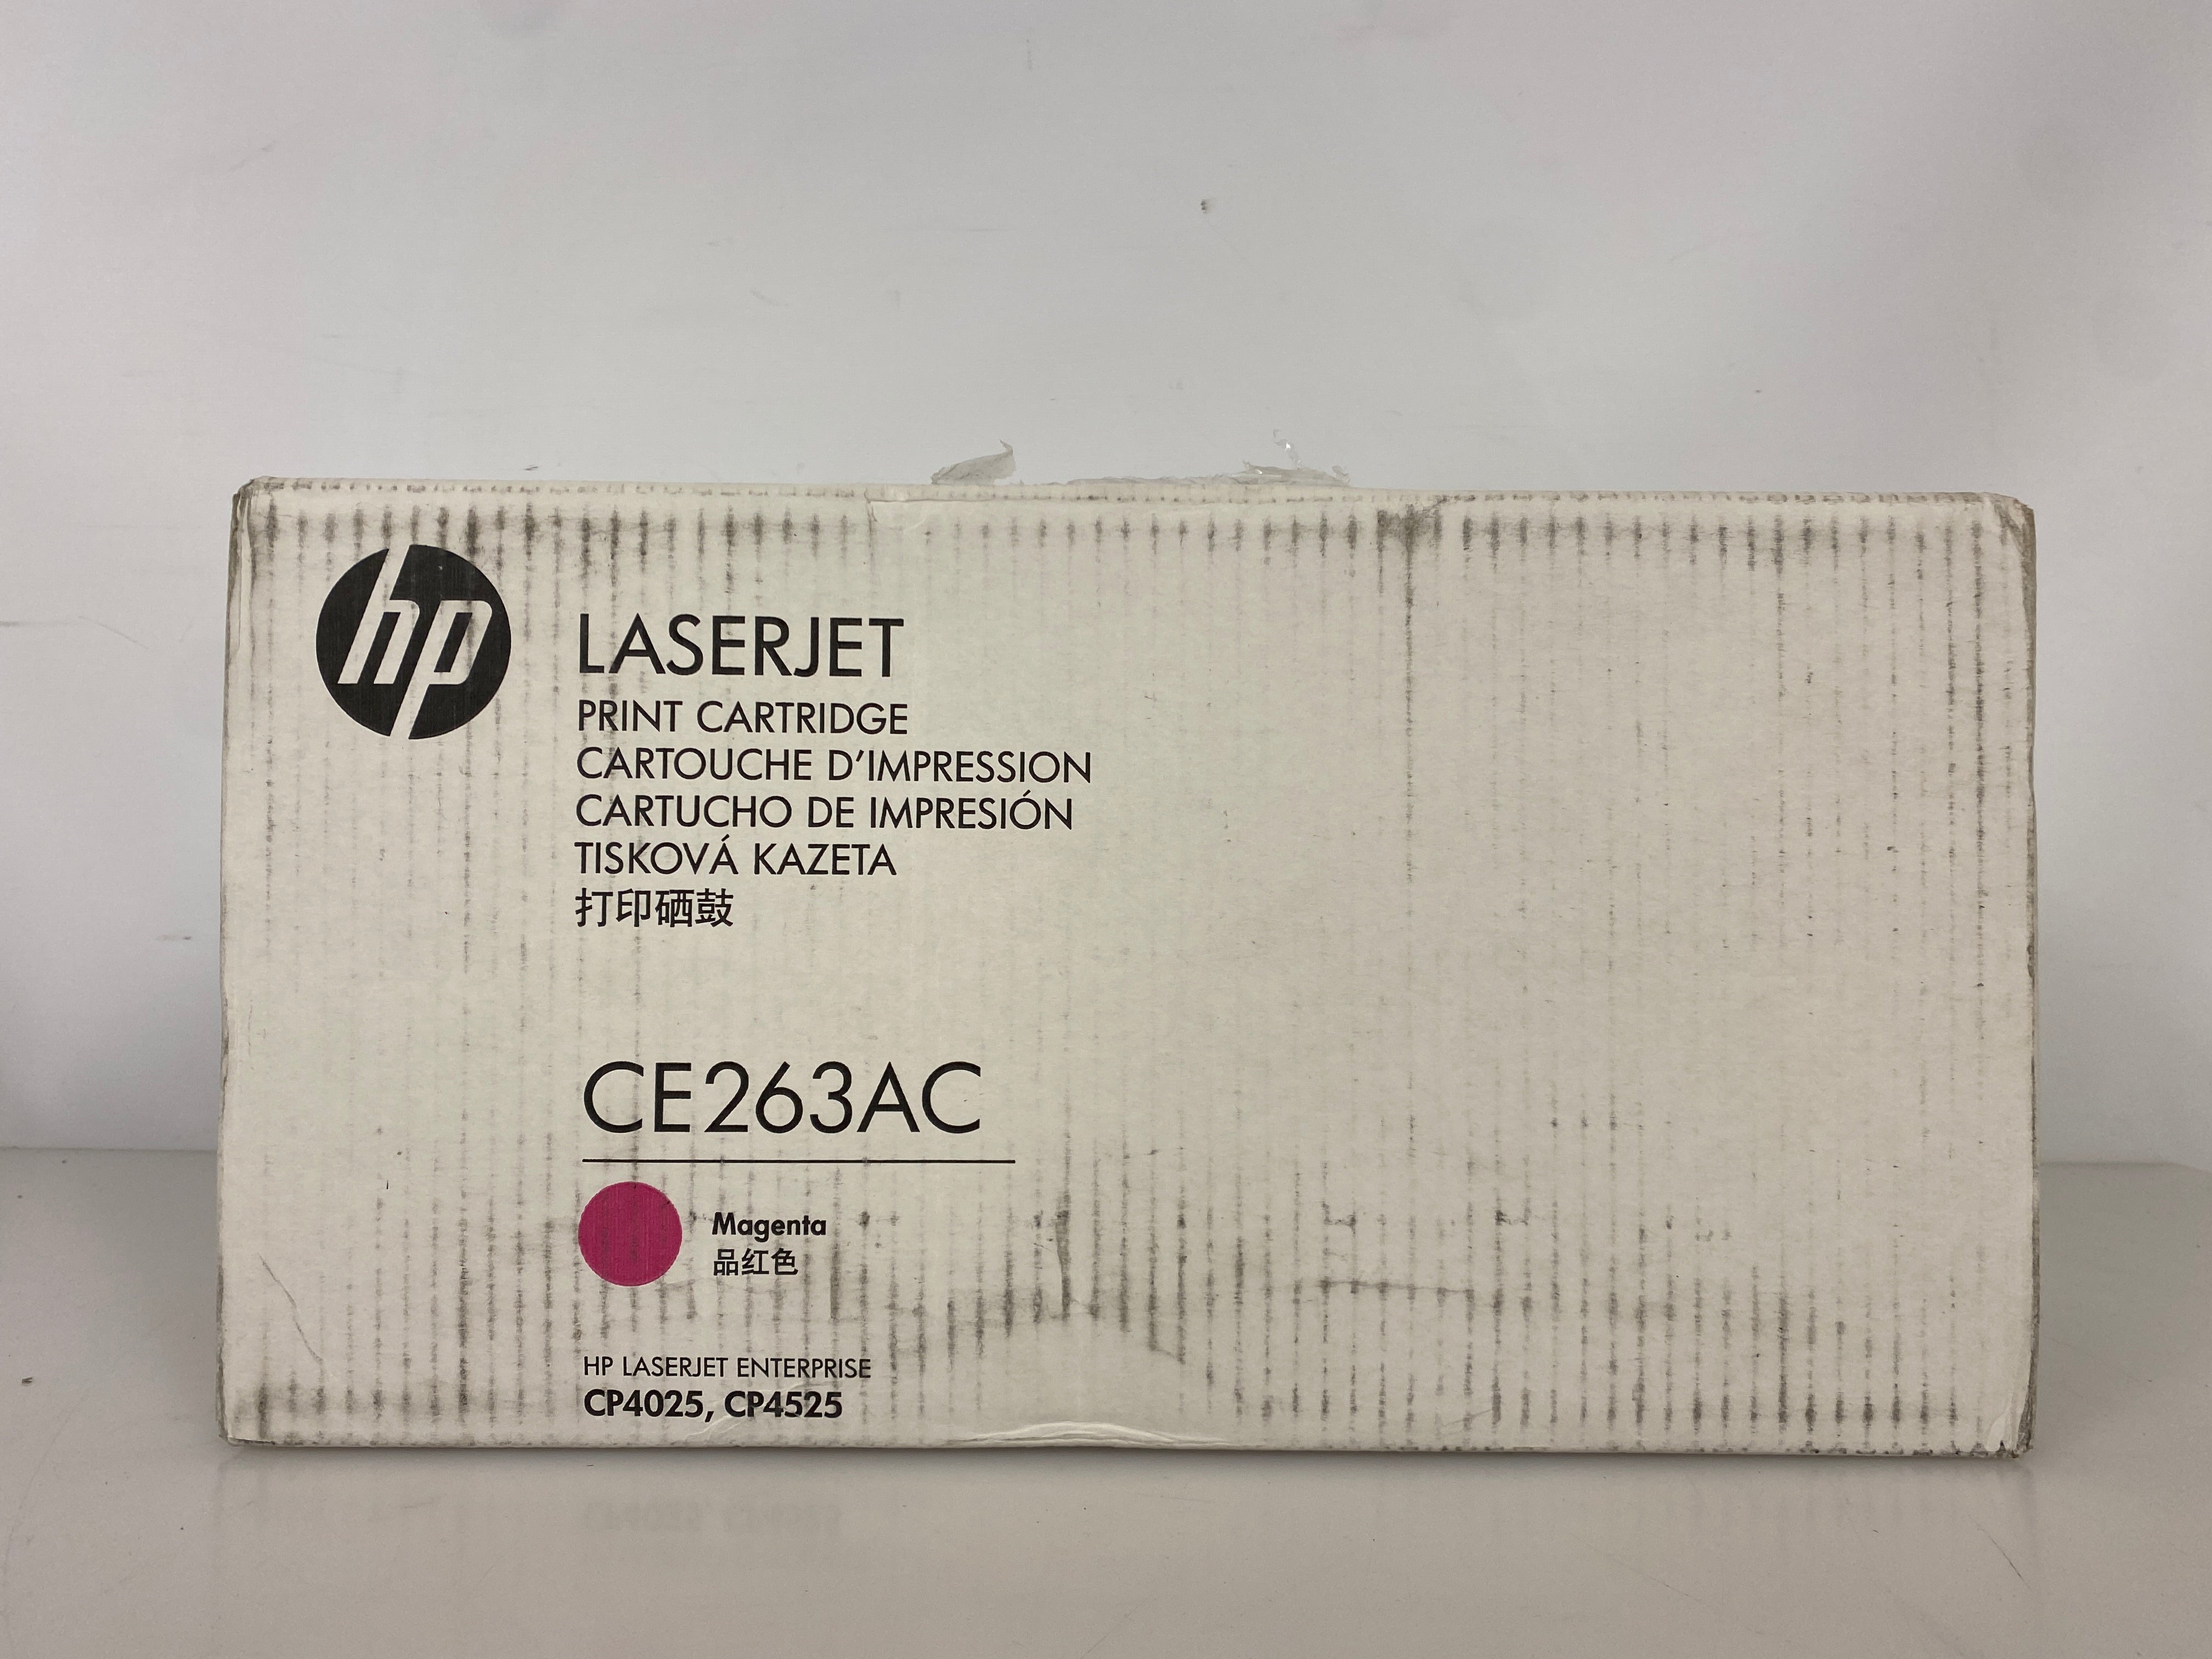 hp
LASERJET
PRINT CARTRIDGE
CARTOUCHE D'IMPRESSION
CARTUCHO DE IMPRESIÓN
TISKOVÁ KAZETA
打印硒鼓
CE263AC
Magenta
品红色
HP LASERJET ENTERPRISE
CP4025, CP4525